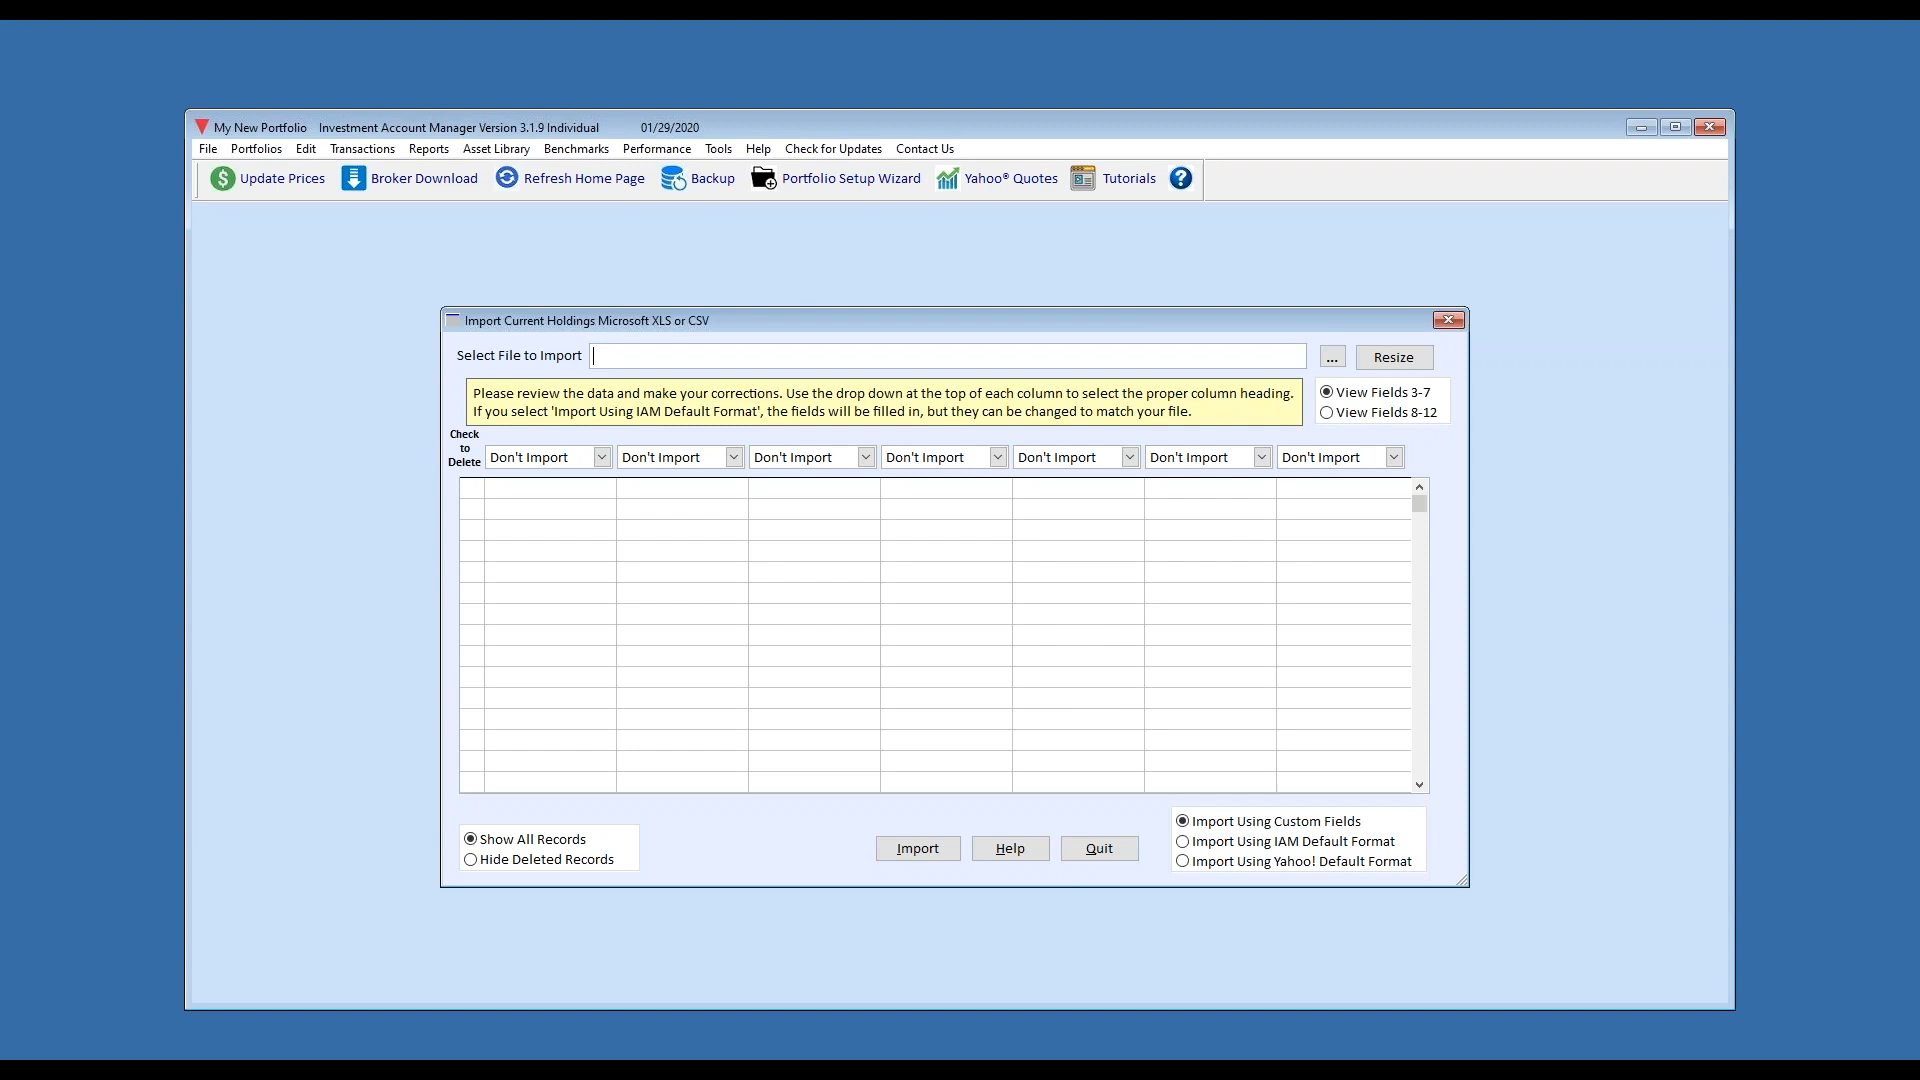 My New Portfolio Investment Account Manager Version 3.1.9 Individual 01/29/2020
File Portfolios Edit Transactions Reports Asset Library Benchmarks Performance Tools Help Check for Updates Contact Us
$ Update Prices Broker Download Refresh Home Page Backup Portfolio Setup Wizard Yahoo® Quotes Tutorials ?
Import Current Holdings Microsoft XLS or CSV
Select File to Import ... Resize
Please review the data and make your corrections. Use the drop down at the top of each column to select the proper column heading.
If you select 'Import Using IAM Default Format', the fields will be filled in, but they can be changed to match your file.
View Fields 3-7
View Fields 8-12
Check
to
Delete
Don't Import Don't Import Don't Import Don't Import Don't Import Don't Import Don't Import
Show All Records
Hide Deleted Records
Import Help Quit
Import Using Custom Fields
Import Using IAM Default Format
Import Using Yahoo! Default Format